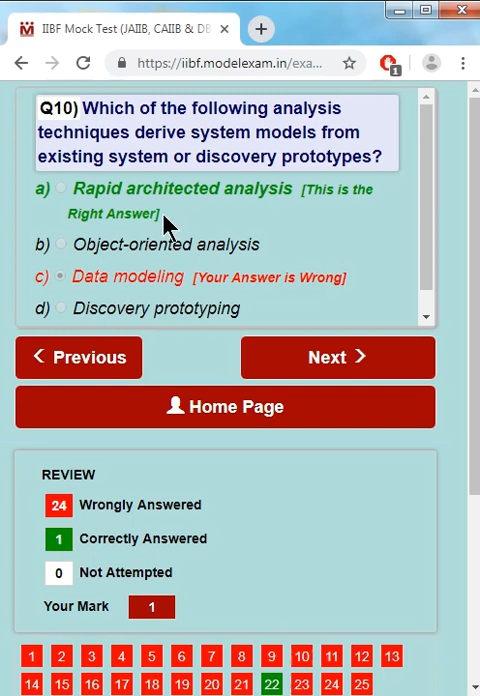 IIBF Mock Test (JAIIB, CAIIB & DB
https://iibf.modelexam.in/exa...
1
Q10) Which of the following analysis
techniques derive system models from
existing system or discovery prototypes?
a) Rapid architected analysis [This is the
Right Answer]
b) Object-oriented analysis
c) Data modeling [Your Answer is Wrong]
d) Discovery prototyping
Previous
Next
Home Page
REVIEW
24 Wrongly Answered
1 Correctly Answered
0 Not Attempted
Your Mark 1
1 2 3 4 5 6 7 8 9 10 11 12 13
14 15 16 17 18 19 20 21 22 23 24 25